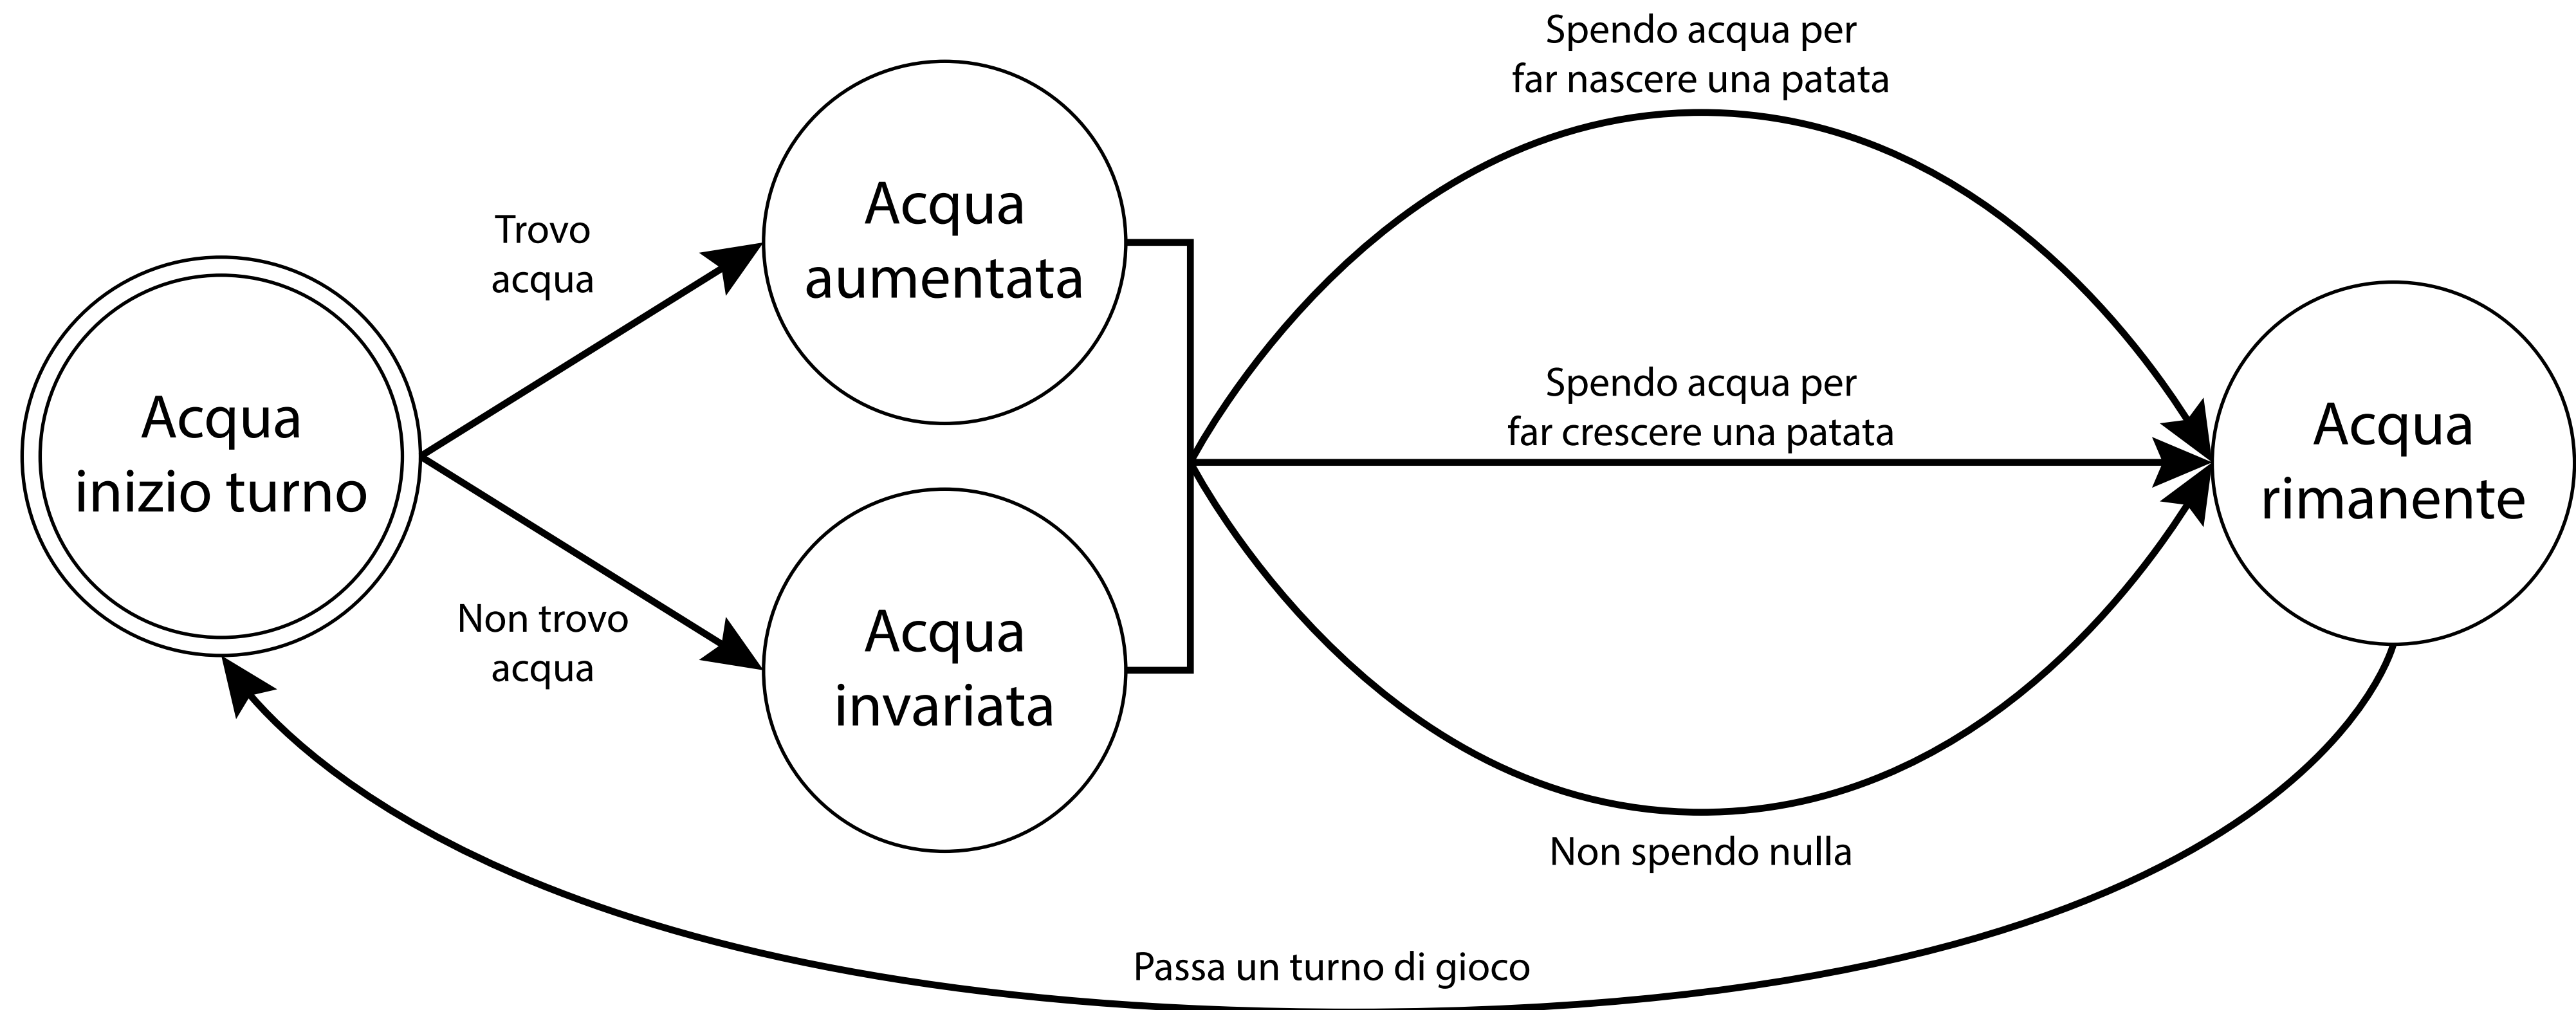 Spendo acqua per
far nascere una patata
Acqua
aumentata
Trovo
acqua
Acqua
inizio turno
Spendo acqua per
far crescere una patata
Acqua
rimanente
Non trovo
acqua
Acqua
invariata
Non spendo nulla
Passa un turno di gioco